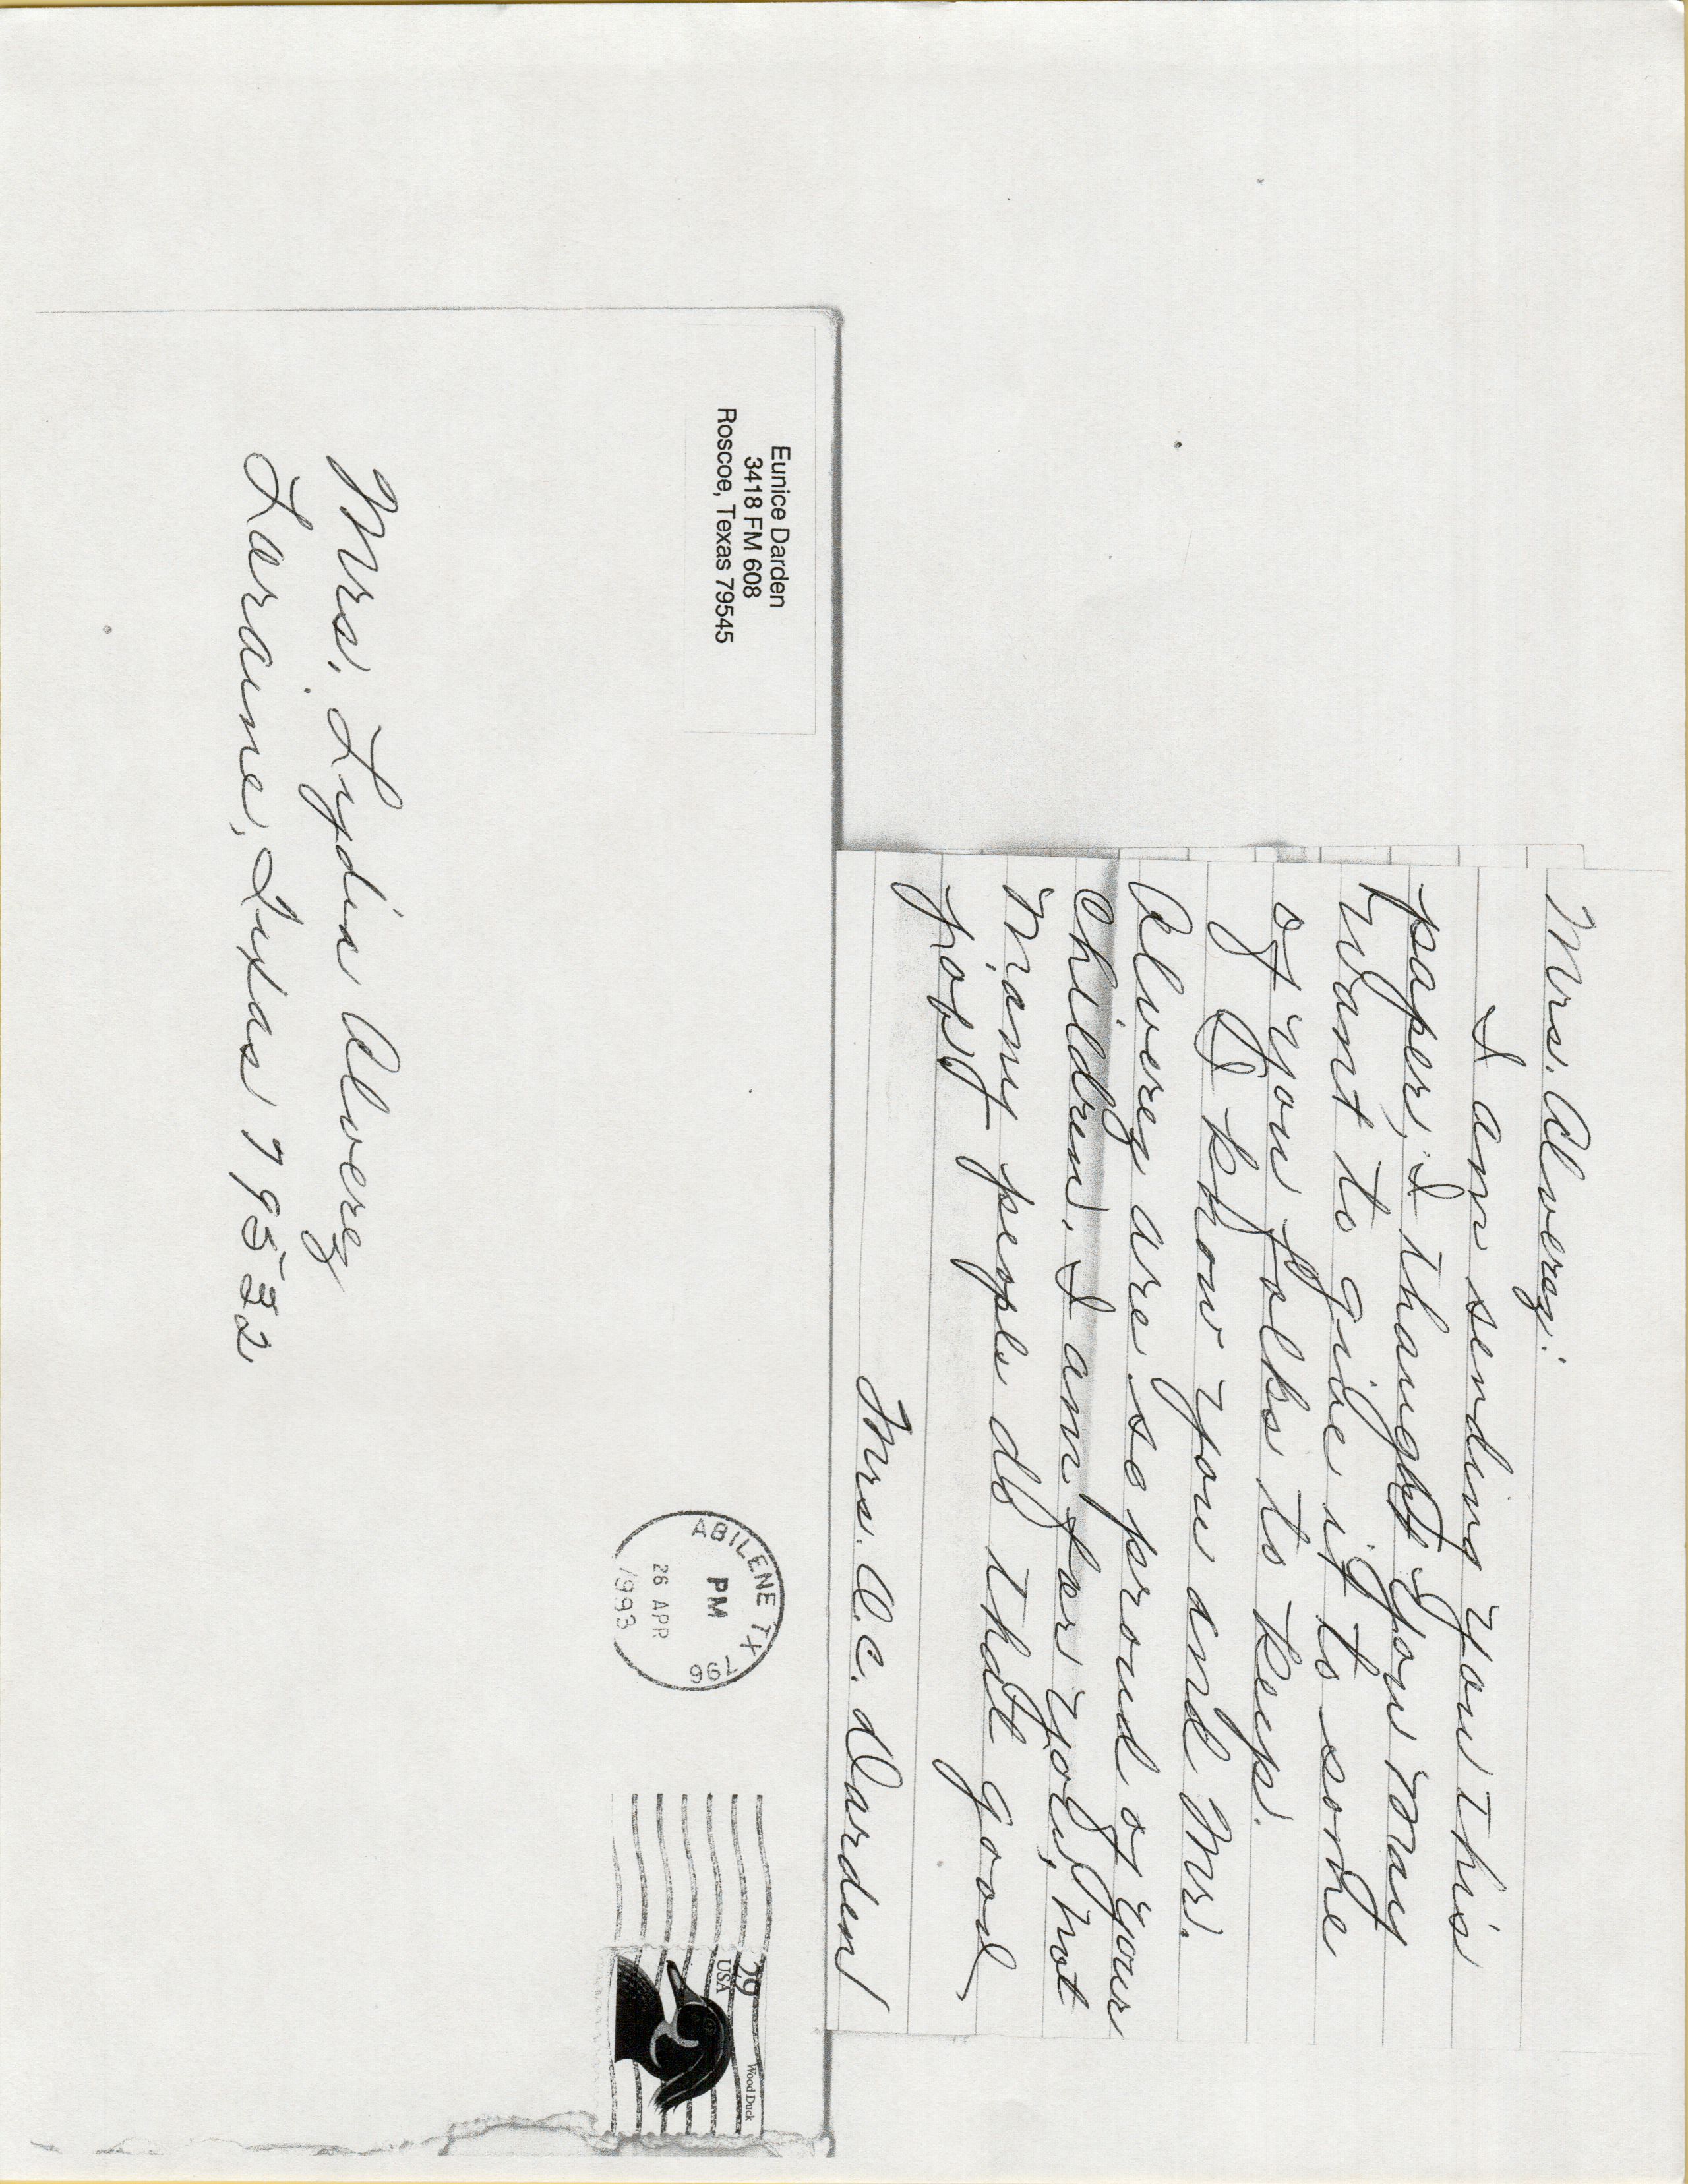 Mrs. Alverez:
I am sending you this
paper, I thought you may
want to give it to some
of you folks to keep.
I know you and Mr.
Alverez are so proud of your
children. I am for you, not
many people do that good
job.
Mrs. O.C. Darden
Eunice Darden
3418 FM 608
Roscoe, Texas 79545
ABILENE TX 796
PM
26 APR
1993
29
USA
Wood Duck
Mrs. Lydia Alverez
Loraine, Texas 79532